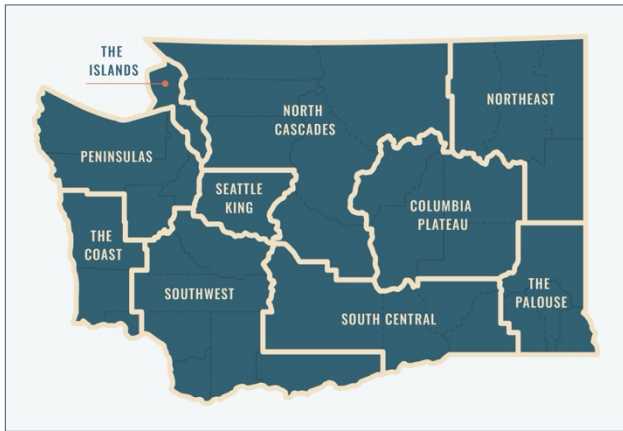 THE
ISLANDS
NORTH
CASCADES
NORTHEAST
PENINSULAS
SEATTLE
KING
COLUMBIA
PLATEAU
THE
COAST
SOUTHWEST
SOUTH CENTRAL
THE
PALOUSE